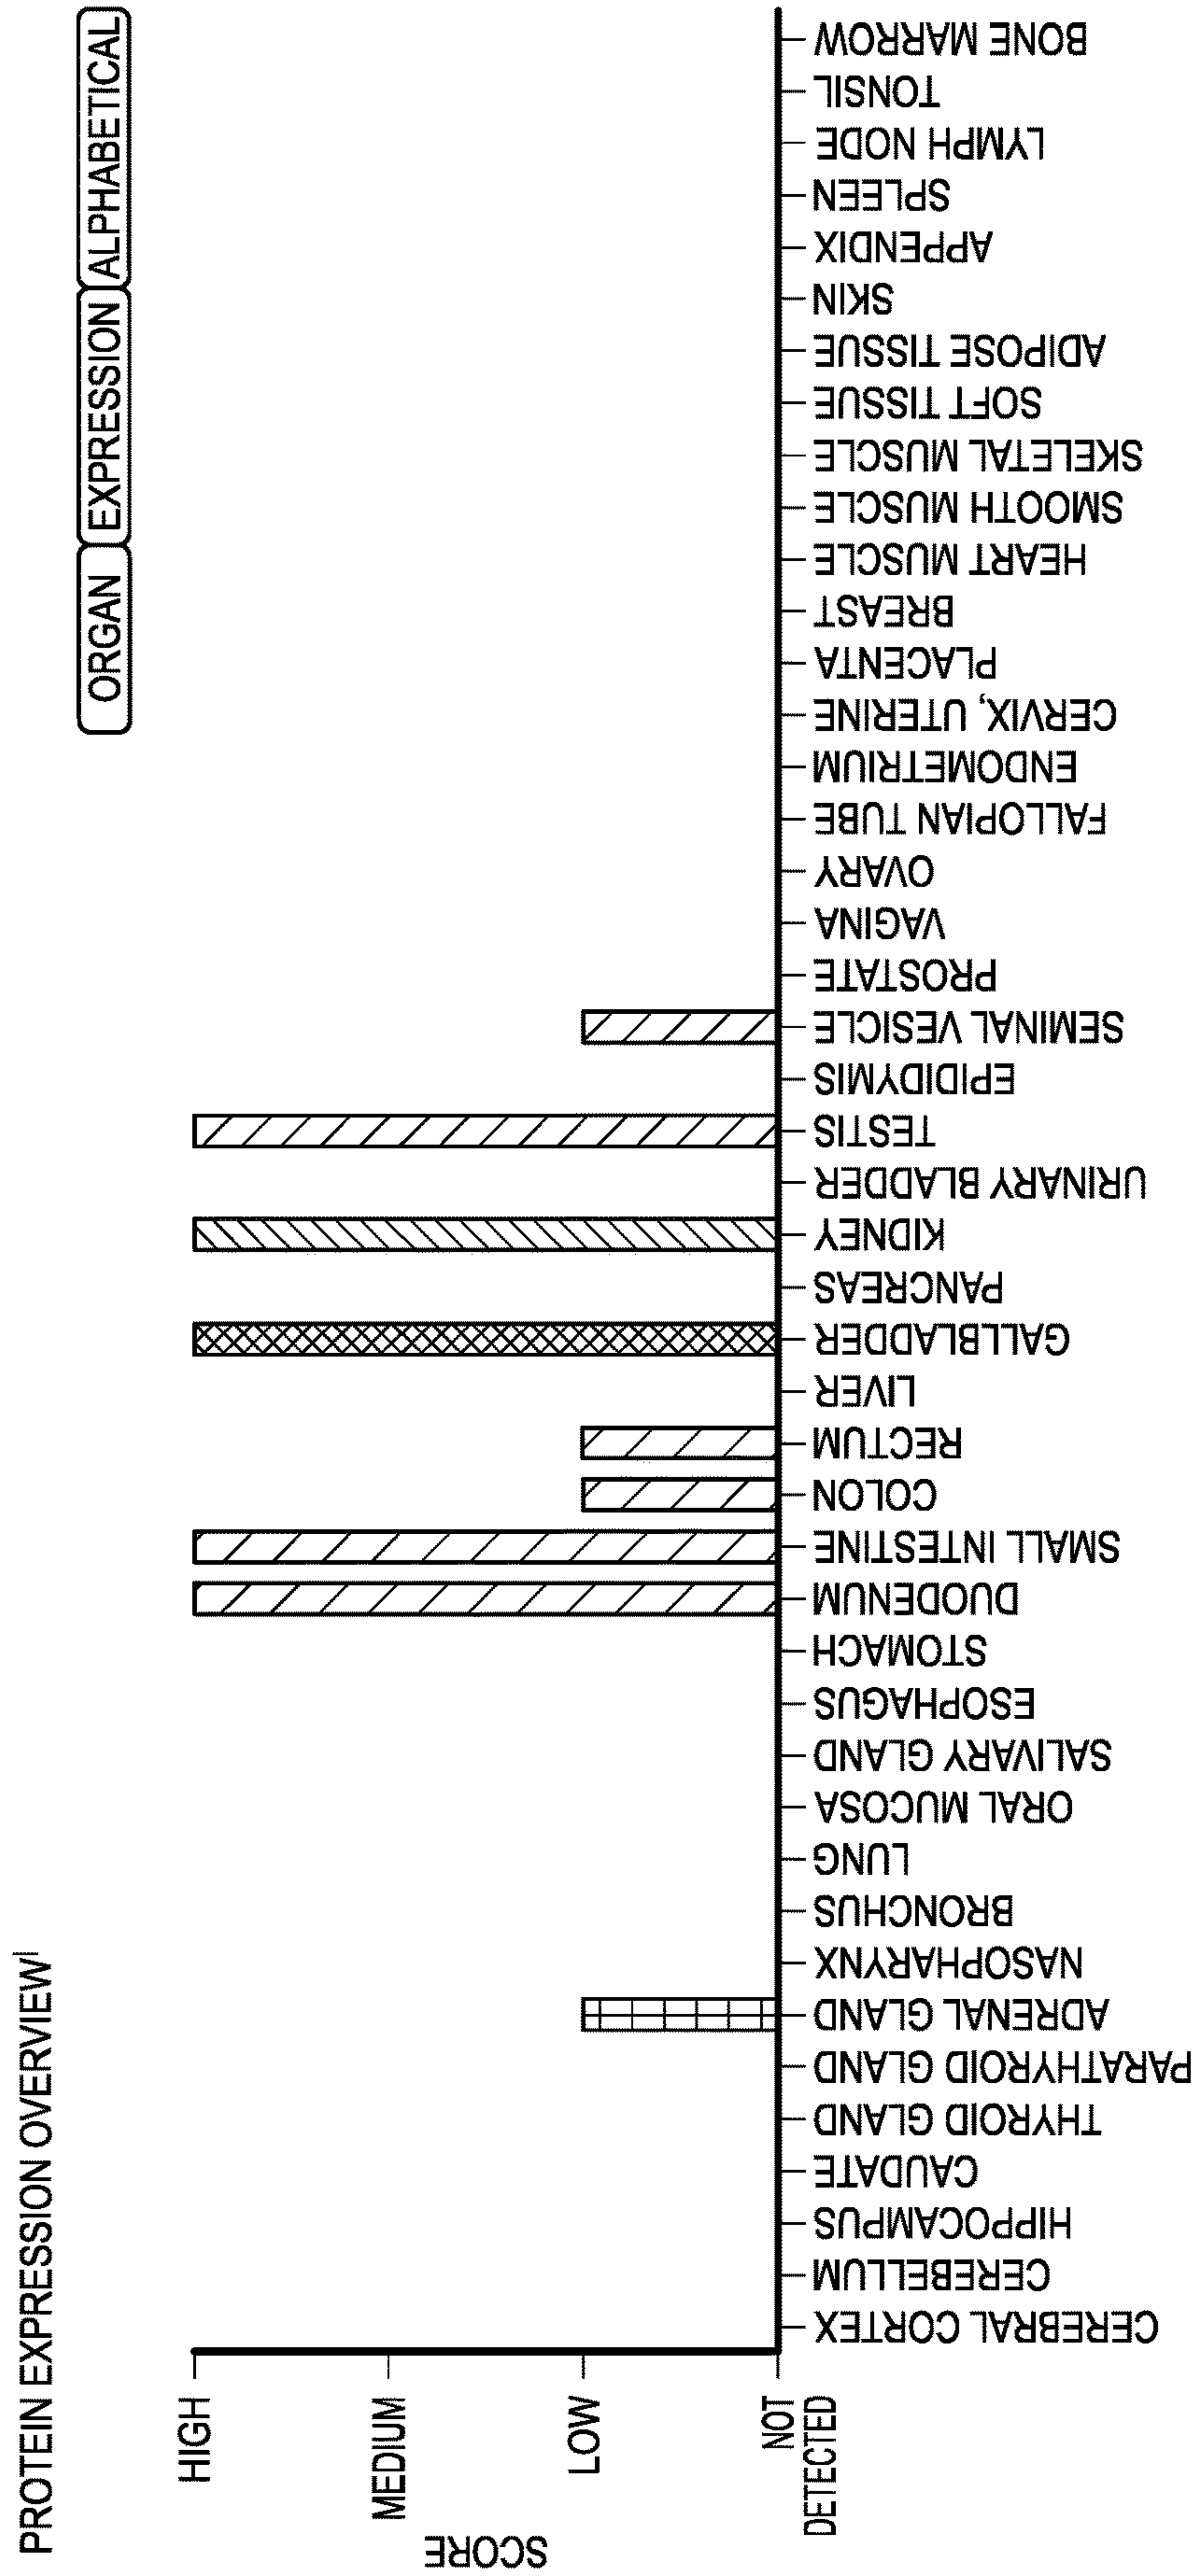 PROTEIN EXPRESSION OVERVIEW
ORGAN EXPRESSION ALPHABETICAL
SCORE
HIGH
MEDIUM
LOW
NOT
DETECTED
CEREBRAL CORTEX
CEREBELLUM
HIPPOCAMPUS
CAUDATE
THYROID GLAND
PARATHYROID GLAND
ADRENAL GLAND
NASOPHARYNX
BRONCHUS
LUNG
ORAL MUCOSA
SALIVARY GLAND
ESOPHAGUS
STOMACH
DUODENUM
SMALL INTESTINE
COLON
RECTUM
LIVER
GALLBLADDER
PANCREAS
KIDNEY
URINARY BLADDER
TESTIS
EPIDIDYMIS
SEMINAL VESICLE
PROSTATE
VAGINA
OVARY
FALLOPIAN TUBE
ENDOMETRIUM
CERVIX, UTERINE
PLACENTA
BREAST
HEART MUSCLE
SMOOTH MUSCLE
SKELETAL MUSCLE
SOFT TISSUE
ADIPOSE TISSUE
SKIN
APPENDIX
SPLEEN
LYMPH NODE
TONSIL
BONE MARROW